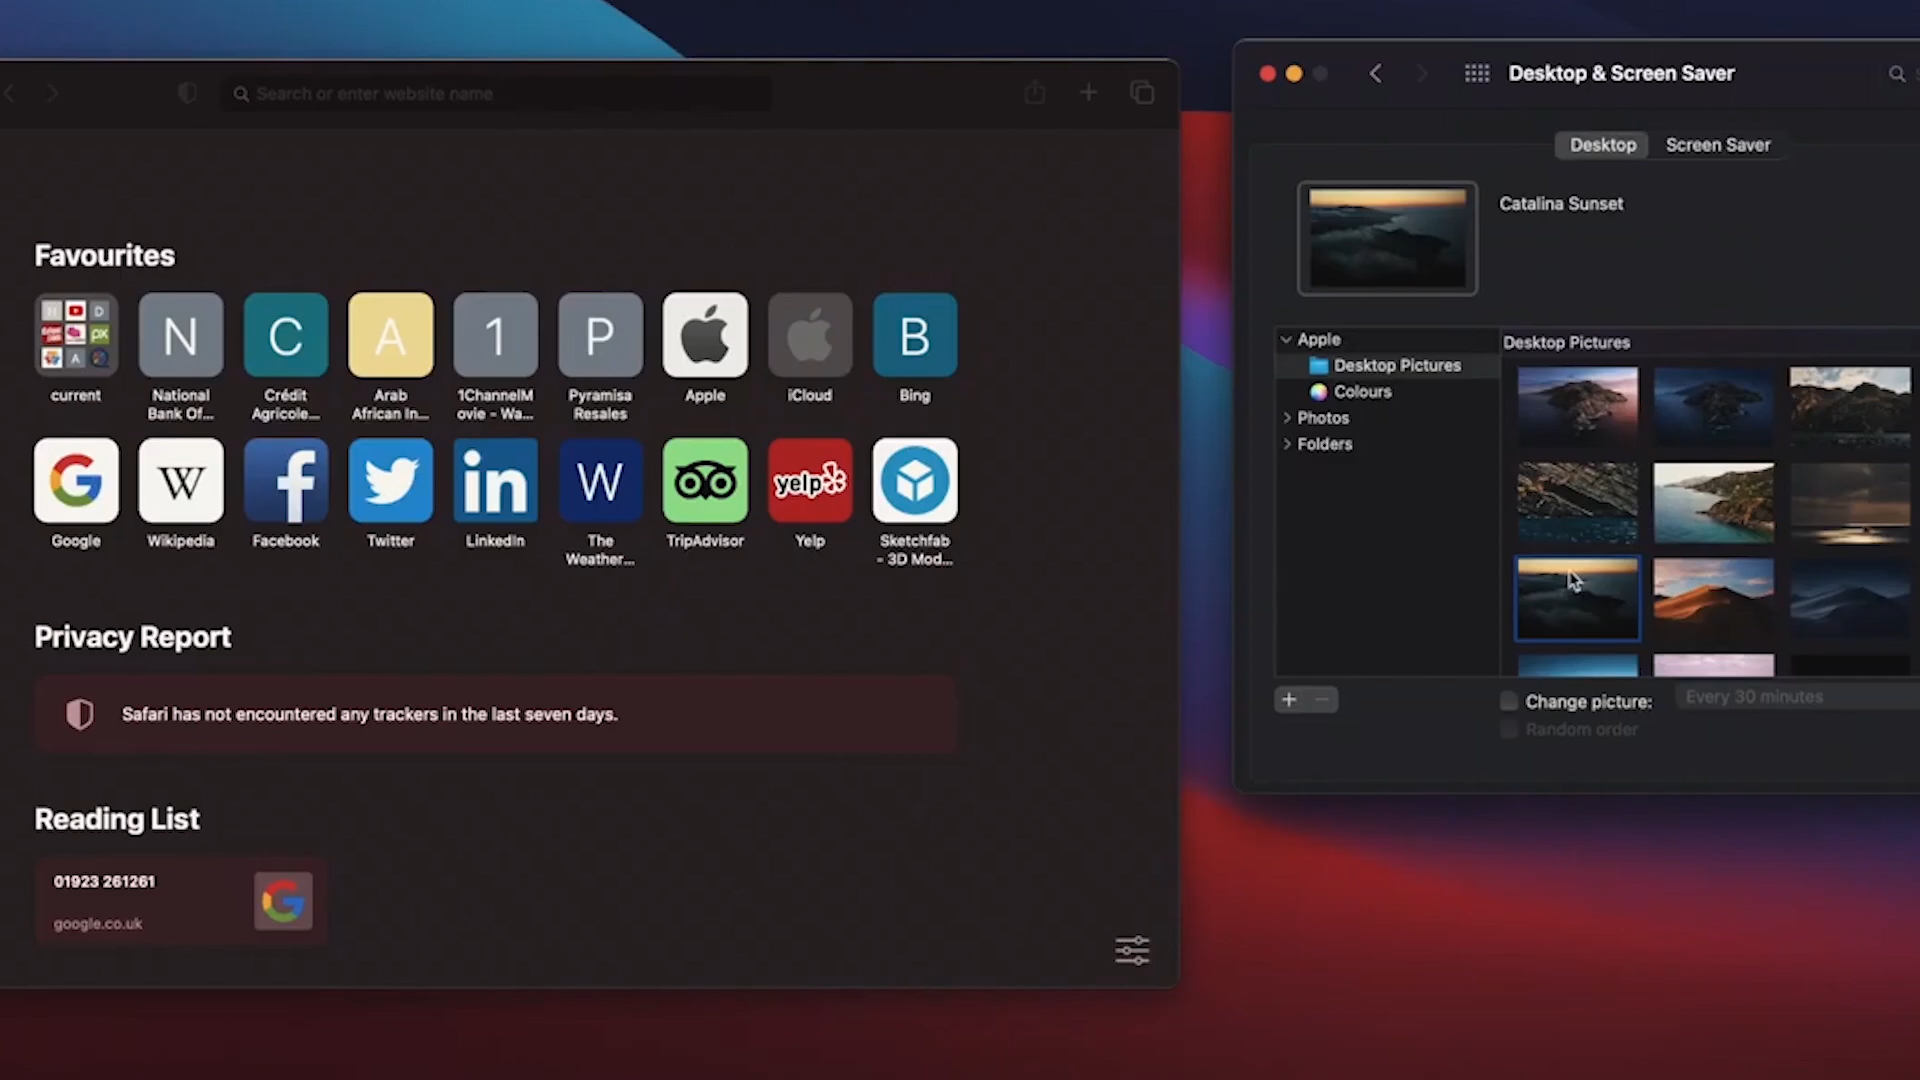 Search or enter website name
Favourites
current
National
Bank Of...
Crédit
Agricole...
Arab
African In...
1ChannelM
ovie - Wa...
Pyramisa
Resales
Apple
iCloud
Bing
N
C
A
1
P
B
Google
Wikipedia
Facebook
Twitter
LinkedIn
The
Weather...
TripAdvisor
Yelp
Sketchfab
- 3D Mod...
W
f
in
W
yelp
Privacy Report
Safari has not encountered any trackers in the last seven days.
Reading List
01923 261261
google.co.uk
Desktop & Screen Saver
Desktop
Screen Saver
Catalina Sunset
Apple
Desktop Pictures
Colours
Photos
Folders
Desktop Pictures
Change picture:
Every 30 minutes
Random order